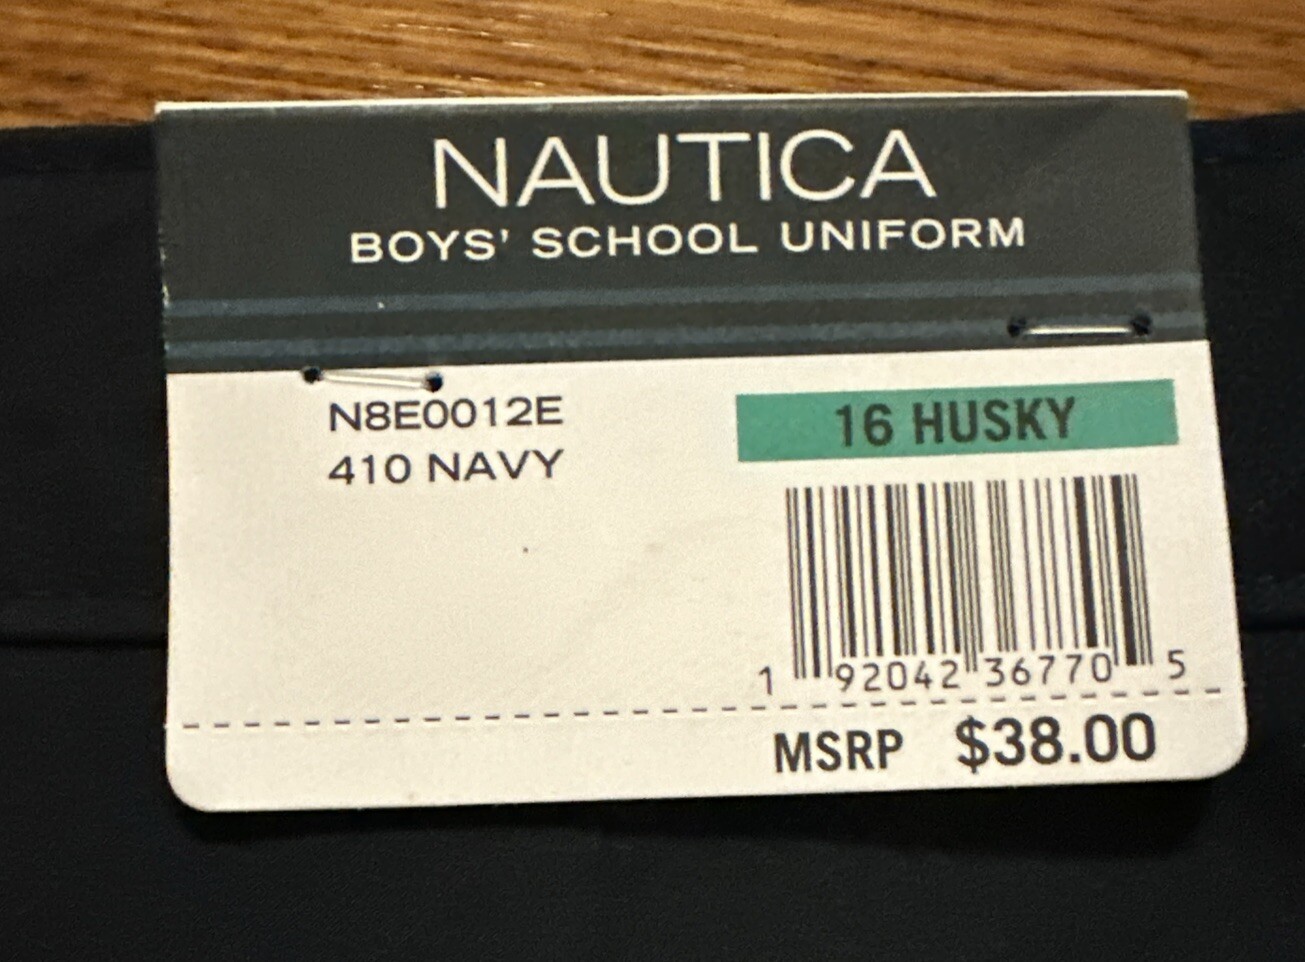 NAUTICA
BOYS' SCHOOL UNIFORM
N8E0012E
410 NAVY
16 HUSKY
1 92042 36770 5
MSRP $38.00